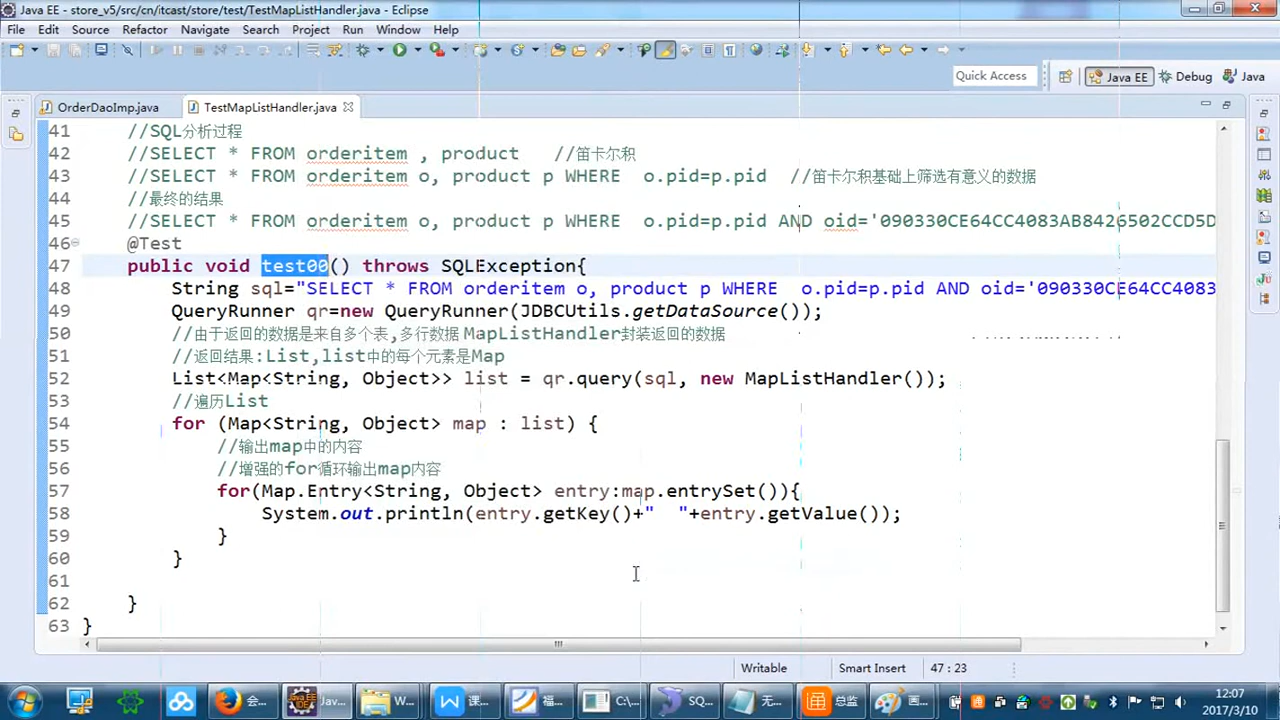 Java EE - store_v5/src/cn/itcast/store/test/TestMapListHandler.java - Eclipse
File Edit Source Refactor Navigate Search Project Run Window Help
Quick Access
Java EE
Debug
Java
OrderDaoImp.java
TestMapListHandler.java
41 //SQL分析过程
42 //SELECT * FROM orderitem , product //笛卡尔积
43 //SELECT * FROM orderitem o, product p WHERE o.pid=p.pid //笛卡尔积基础上筛选有意义的数据
44 //最终的结果
45 //SELECT * FROM orderitem o, product p WHERE o.pid=p.pid AND oid='090330CE64CC4083AB8426502CCD5D
46 @Test
47 public void test00() throws SQLException{
48 String sql="SELECT * FROM orderitem o, product p WHERE o.pid=p.pid AND oid='090330CE64CC4083
49 QueryRunner qr=new QueryRunner(JDBCUtils.getDataSource());
50 //由于返回的数据是来自多个表,多行数据 MapListHandler封装返回的数据
51 //返回结果:List,list中的每个元素是Map
52 List<Map<String, Object>> list = qr.query(sql, new MapListHandler());
53 //遍历List
54 for (Map<String, Object> map : list) {
55 //输出map中的内容
56 //增强的for循环输出map内容
57 for(Map.Entry<String, Object> entry:map.entrySet()){
58 System.out.println(entry.getKey()+"  "+entry.getValue());
59 }
60 }
61
62 }
63 }
Writable
Smart Insert
47 : 23
会...
Jav...
W...
课...
福...
C:\...
SQ...
无...
总监
画...
12:07
2017/3/10